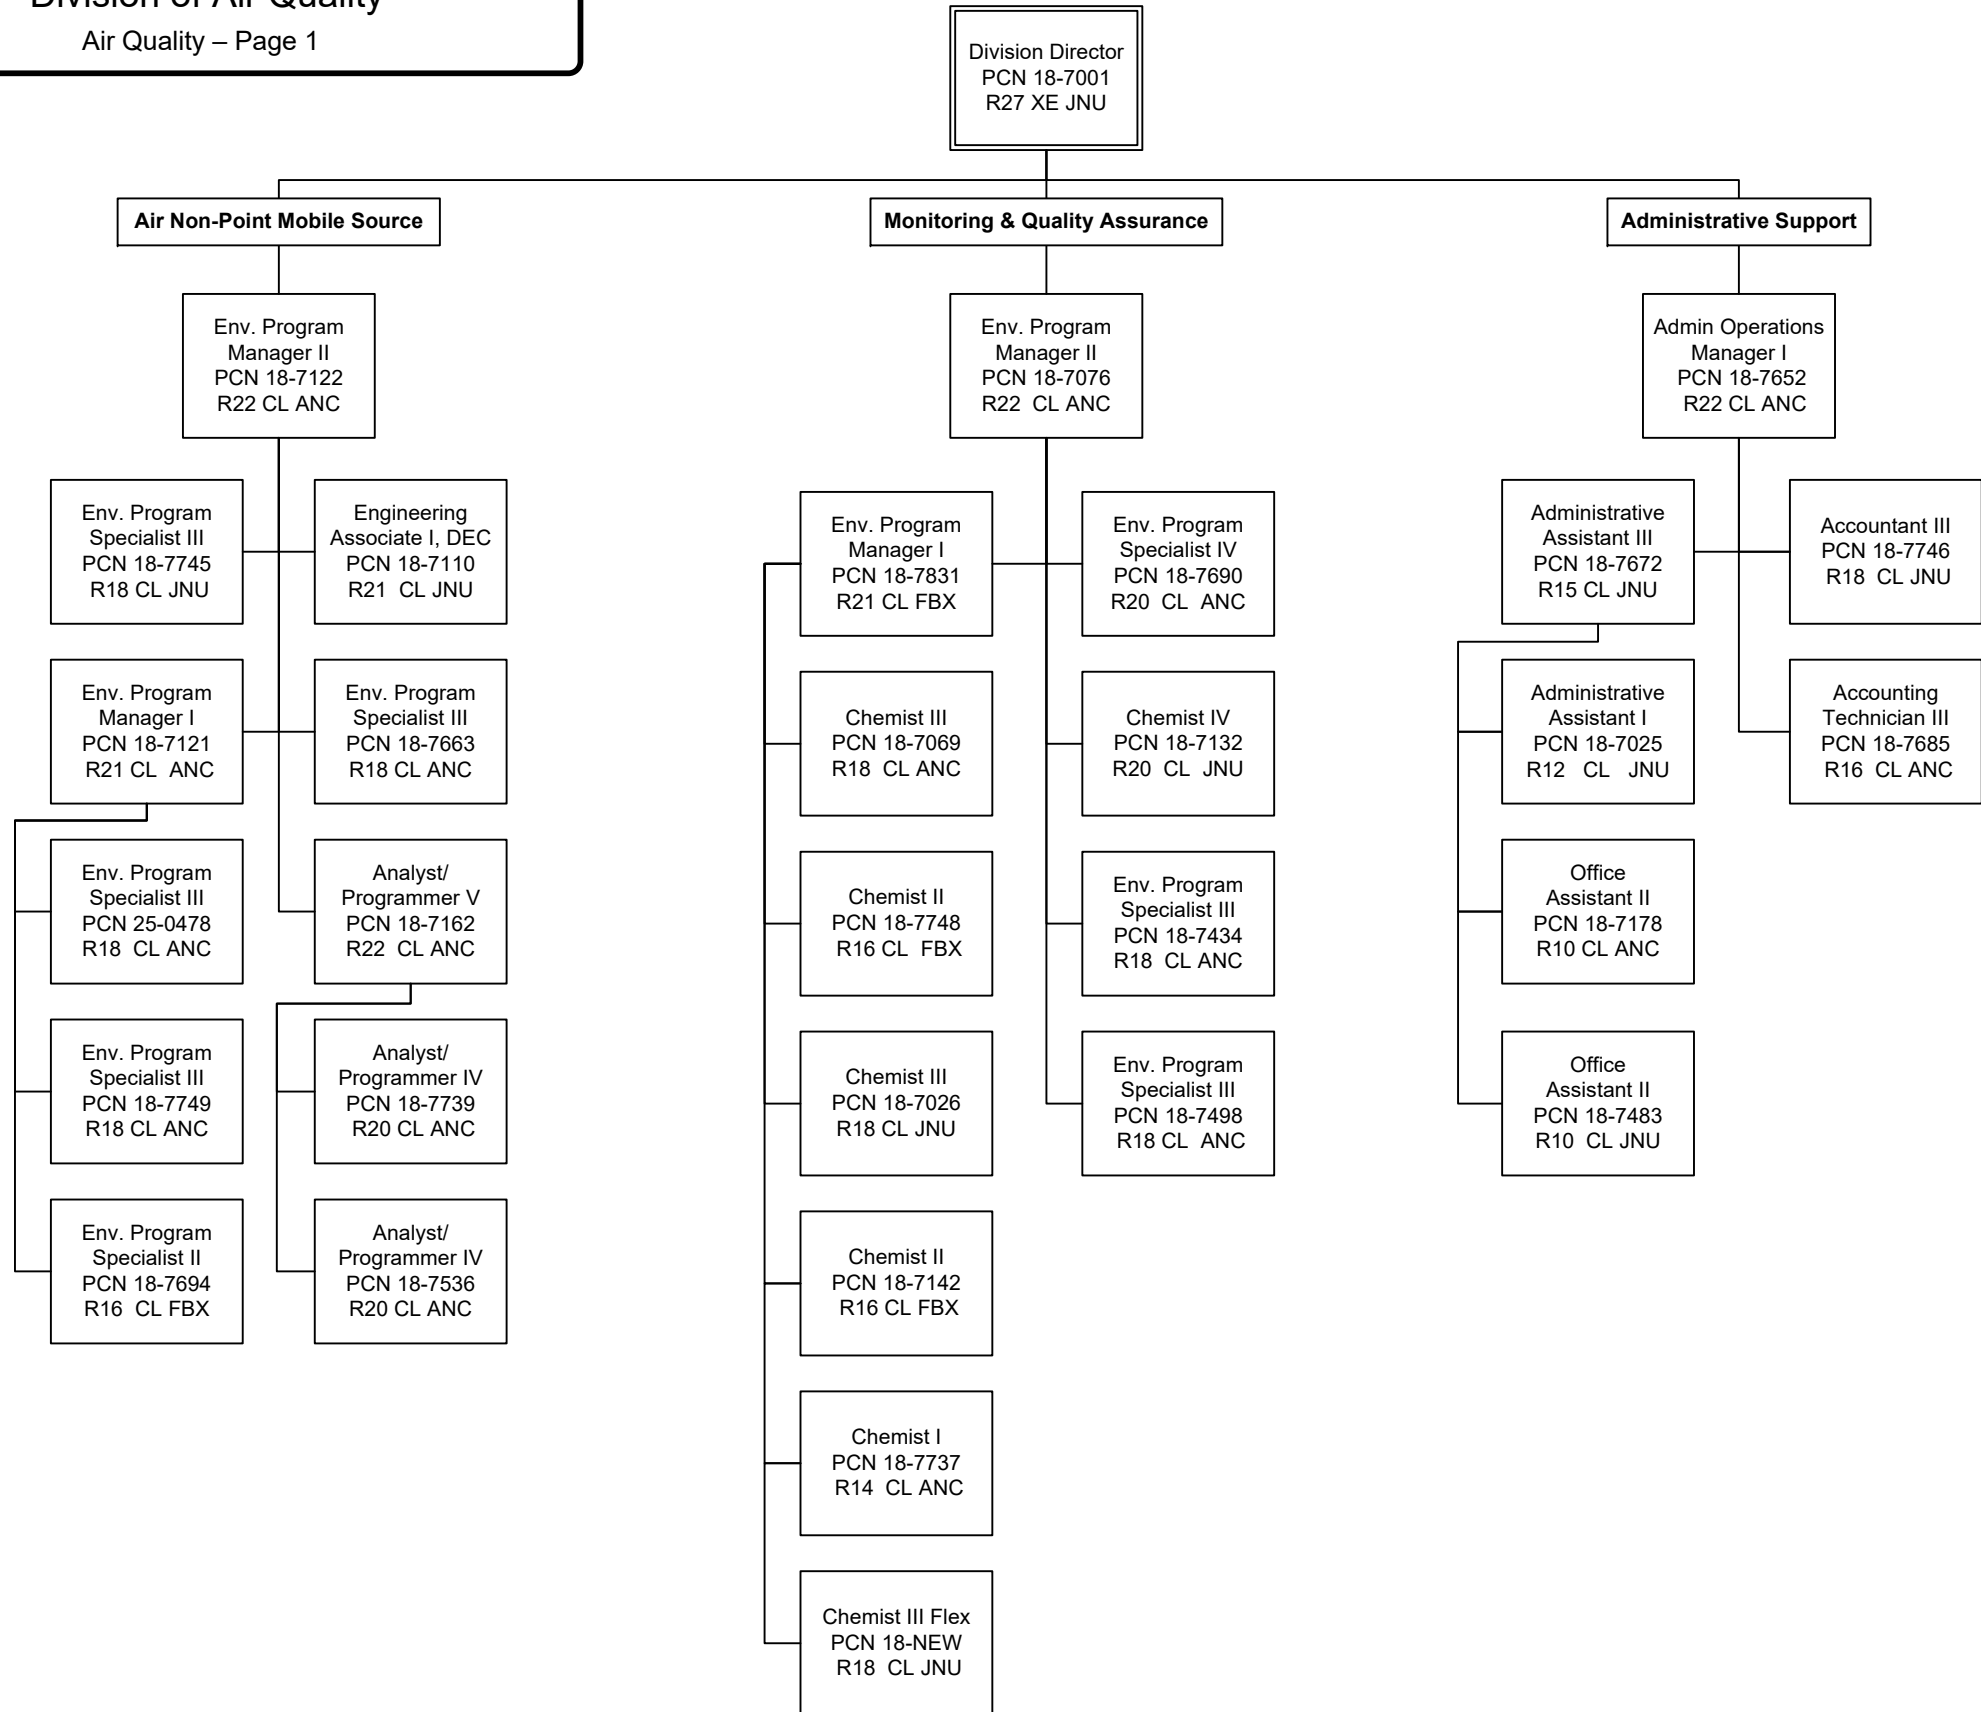 Division of Air Quality
Air Quality – Page 1
Division Director
PCN 18-7001
R27 XE JNU
Air Non-Point Mobile Source
Monitoring & Quality Assurance
Administrative Support
Env. Program
Manager II
PCN 18-7122
R22 CL ANC
Env. Program
Manager II
PCN 18-7076
R22 CL ANC
Admin Operations
Manager I
PCN 18-7652
R22 CL ANC
Env. Program
Specialist III
PCN 18-7745
R18 CL JNU
Engineering
Associate I, DEC
PCN 18-7110
R21 CL JNU
Env. Program
Manager I
PCN 18-7121
R21 CL ANC
Env. Program
Specialist III
PCN 18-7663
R18 CL ANC
Env. Program
Specialist III
PCN 25-0478
R18 CL ANC
Analyst/
Programmer V
PCN 18-7162
R22 CL ANC
Env. Program
Specialist III
PCN 18-7749
R18 CL ANC
Analyst/
Programmer IV
PCN 18-7739
R20 CL ANC
Env. Program
Specialist II
PCN 18-7694
R16 CL FBX
Analyst/
Programmer IV
PCN 18-7536
R20 CL ANC
Env. Program
Manager I
PCN 18-7831
R21 CL FBX
Env. Program
Specialist IV
PCN 18-7690
R20 CL ANC
Chemist III
PCN 18-7069
R18 CL ANC
Chemist IV
PCN 18-7132
R20 CL JNU
Chemist II
PCN 18-7748
R16 CL FBX
Env. Program
Specialist III
PCN 18-7434
R18 CL ANC
Chemist III
PCN 18-7026
R18 CL JNU
Env. Program
Specialist III
PCN 18-7498
R18 CL ANC
Chemist II
PCN 18-7142
R16 CL FBX
Chemist I
PCN 18-7737
R14 CL ANC
Chemist III Flex
PCN 18-NEW
R18 CL JNU
Administrative
Assistant III
PCN 18-7672
R15 CL JNU
Accountant III
PCN 18-7746
R18 CL JNU
Administrative
Assistant I
PCN 18-7025
R12 CL JNU
Accounting
Technician III
PCN 18-7685
R16 CL ANC
Office
Assistant II
PCN 18-7178
R10 CL ANC
Office
Assistant II
PCN 18-7483
R10 CL JNU